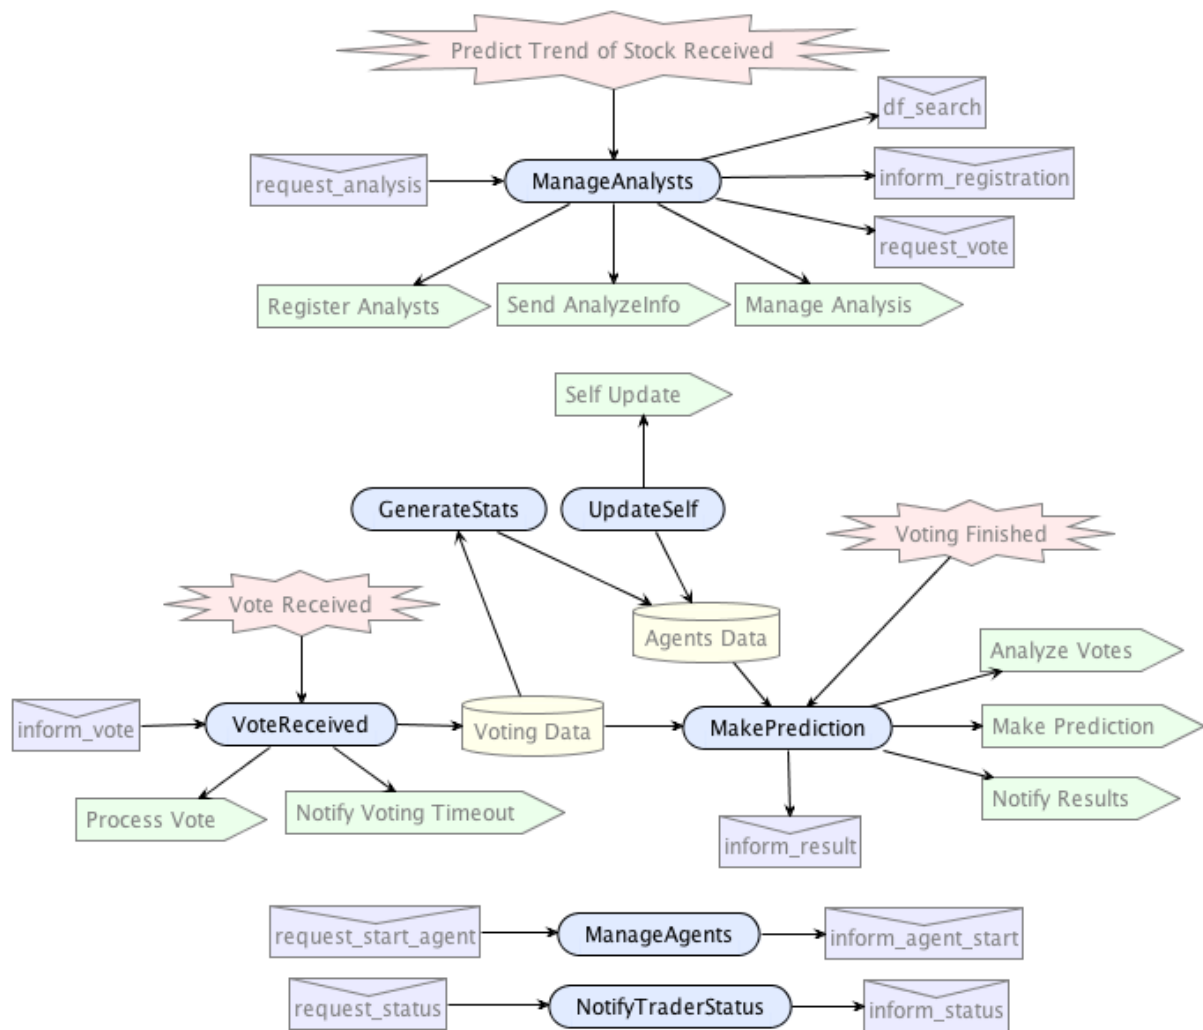 Predict Trend of Stock Received
df_search
request_analysis
ManageAnalysts
inform_registration
request_vote
Register Analysts
Send AnalyzeInfo
Manage Analysis
Self Update
GenerateStats
UpdateSelf
Voting Finished
Vote Received
Agents Data
Analyze Votes
inform_vote
VoteReceived
Voting Data
MakePrediction
Make Prediction
Process Vote
Notify Voting Timeout
Notify Results
inform_result
request_start_agent
ManageAgents
inform_agent_start
request_status
NotifyTraderStatus
inform_status